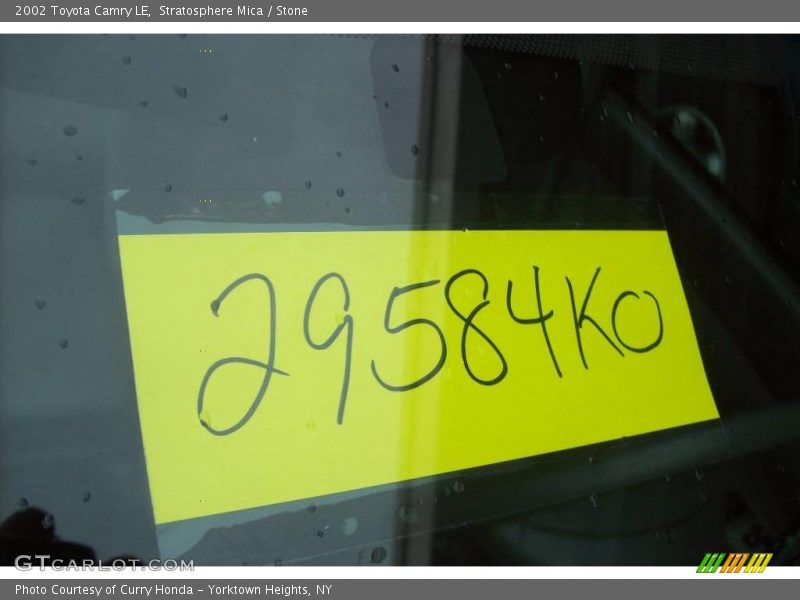 2002 Toyota Camry LE, Stratosphere Mica / Stone
29584KO
GTCARLOT.COM
Photo Courtesy of Curry Honda - Yorktown Heights, NY